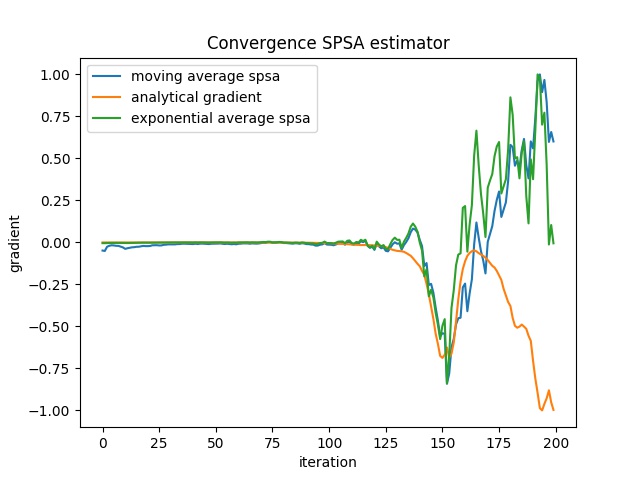 Convergence SPSA estimator
moving average spsa
analytical gradient
exponential average spsa
1.00
0.75
0.50
0.25
0.00
−0.25
−0.50
−0.75
−1.00
gradient
0 25 50 75 100 125 150 175 200
iteration